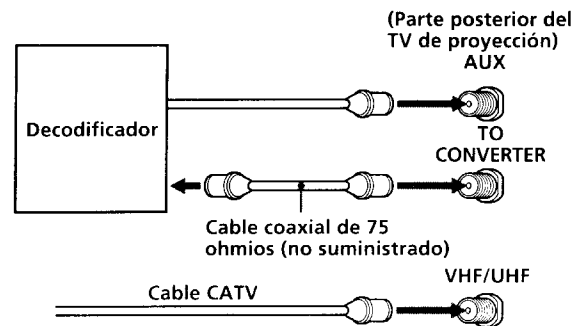 (Parte posterior del
TV de proyección)
AUX
Decodificador
TO
CONVERTER
Cable coaxial de 75
ohmios (no suministrado)
VHF/UHF
Cable CATV